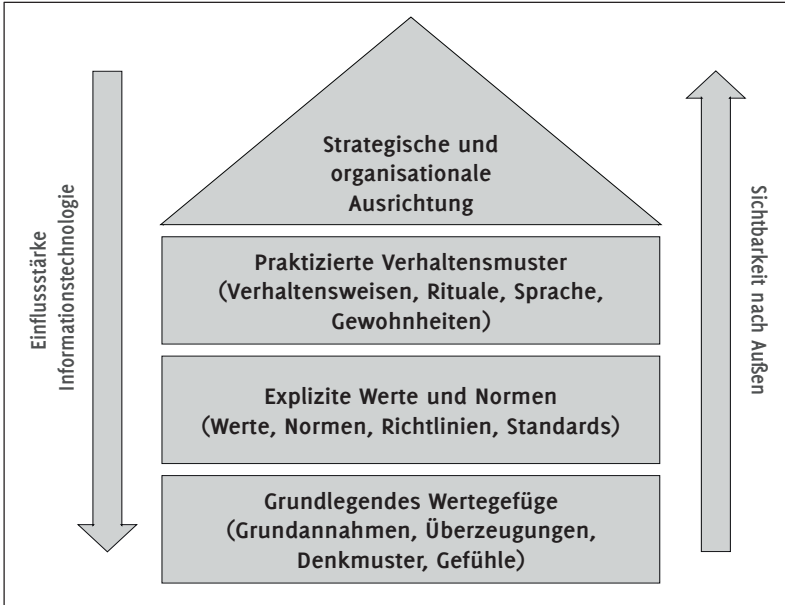 Strategische und
organisationale
Ausrichtung
Praktizierte Verhaltensmuster
(Verhaltensweisen, Rituale, Sprache,
Gewohnheiten)
Explizite Werte und Normen
(Werte, Normen, Richtlinien, Standards)
Grundlegendes Wertegefüge
(Grundannahmen, Überzeugungen,
Denkmuster, Gefühle)
Einflussstärke
Informationstechnologie
Sichtbarkeit nach Außen